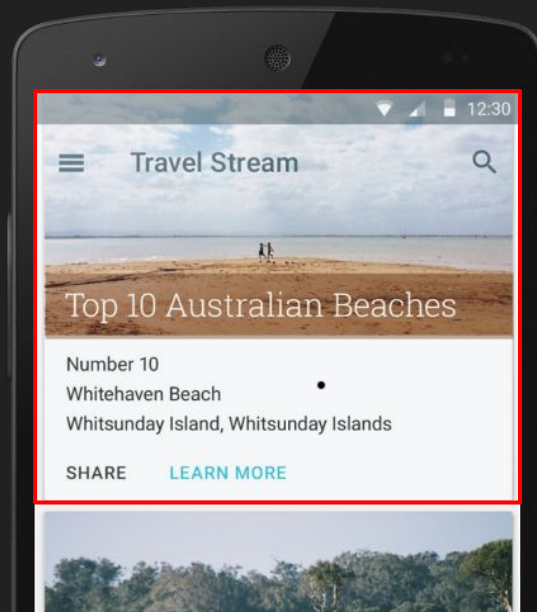 12:30
Travel Stream
Top 10 Australian Beaches
Number 10
Whitehaven Beach
Whitsunday Island, Whitsunday Islands
SHARE LEARN MORE